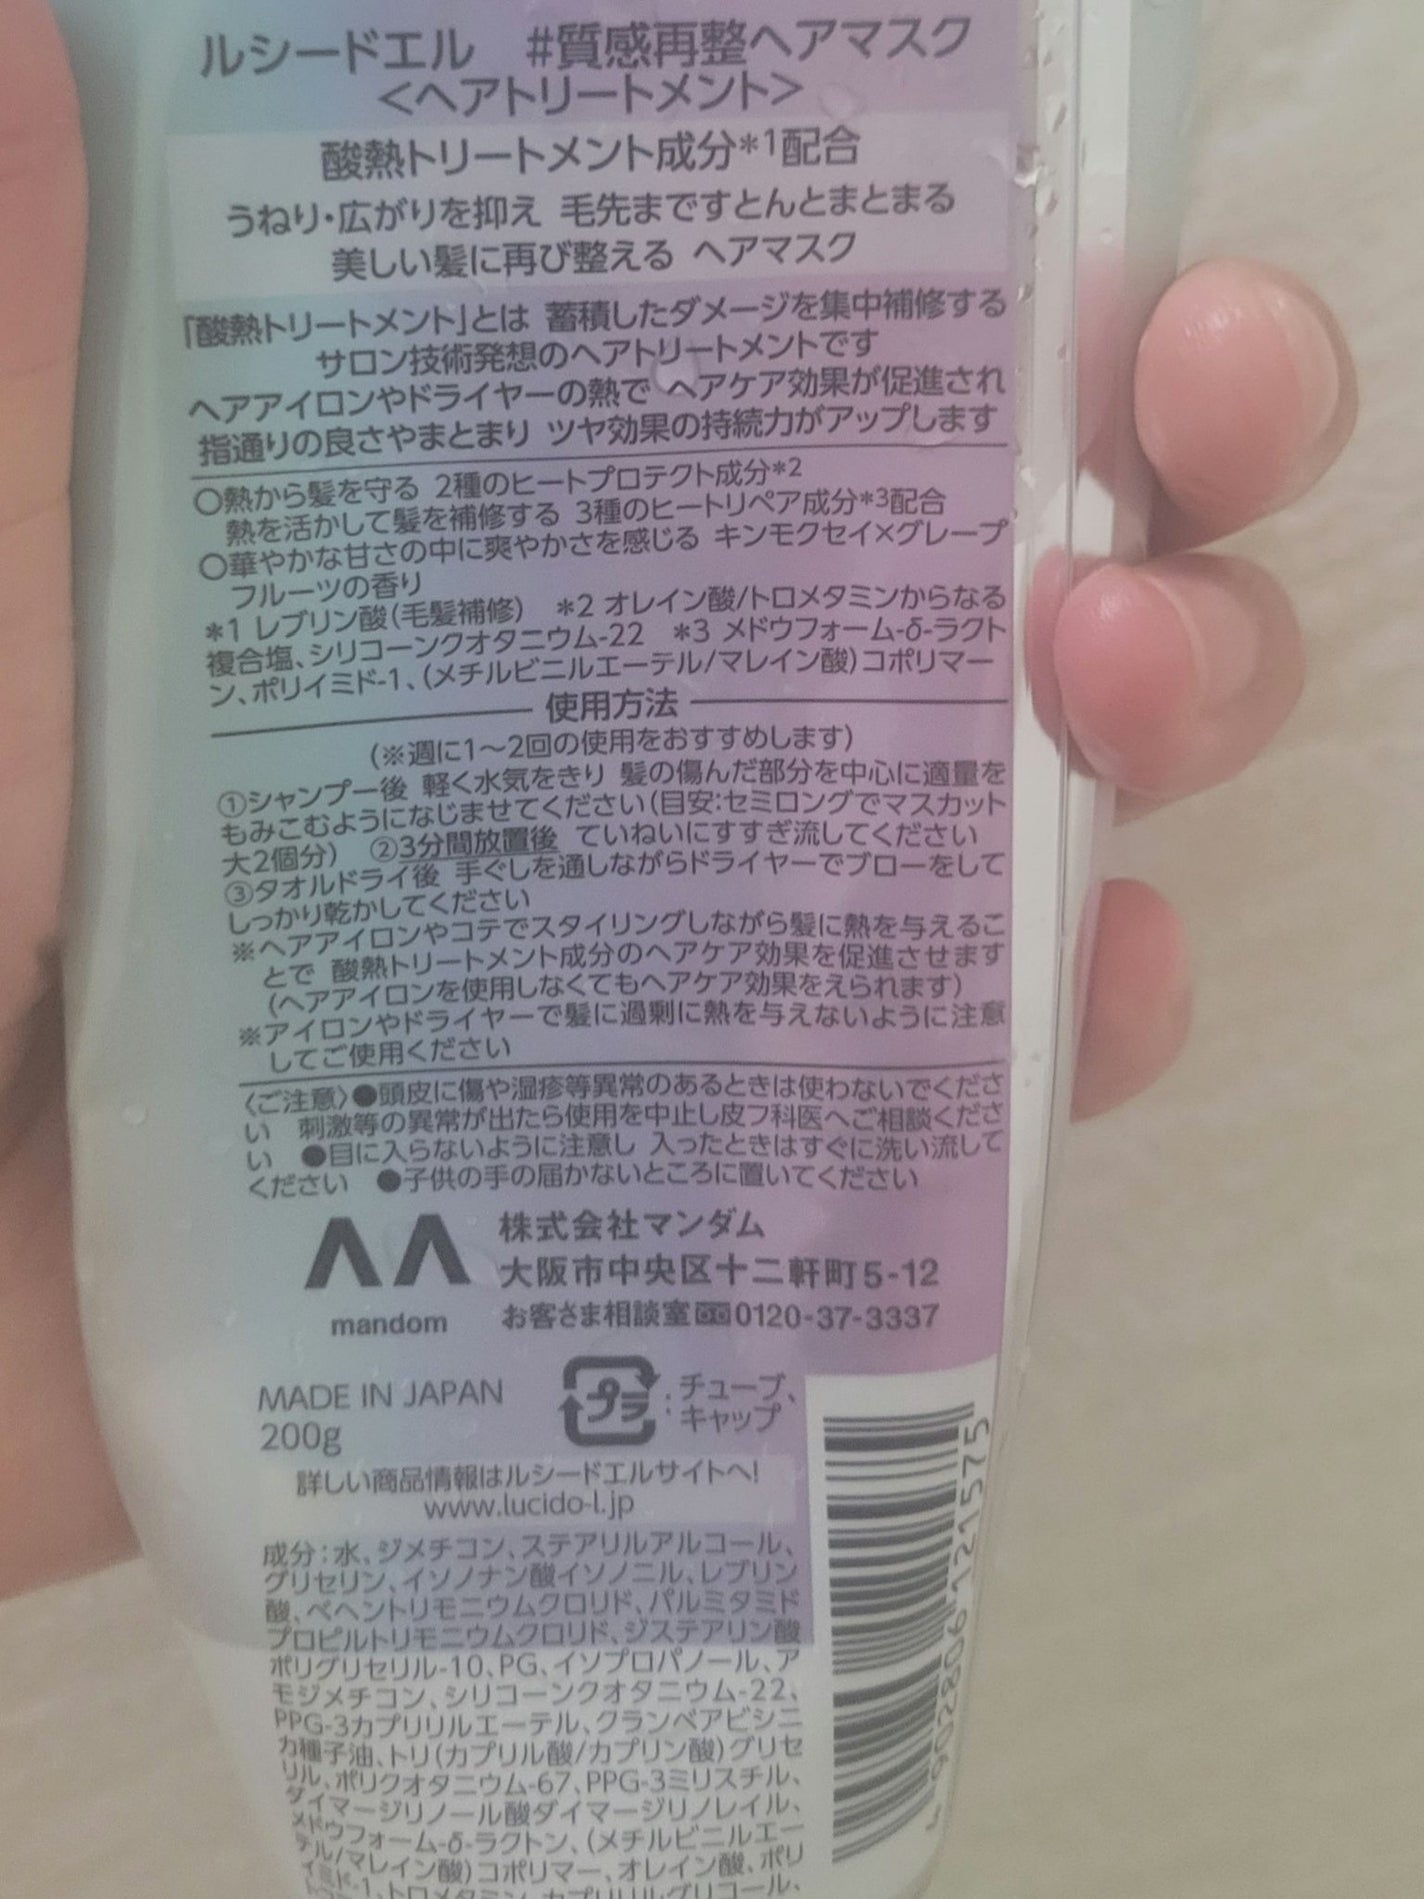 ルシードエル　#質感再整ヘアマスク
＜ヘアトリートメント＞
酸熱トリートメント成分*1配合
うねり・広がりを抑え 毛先まですとんとまとまる
美しい髪に再び整える ヘアマスク
「酸熱トリートメント」とは 蓄積したダメージを集中補修する
サロン技術発想のヘアトリートメントです
ヘアアイロンやドライヤーの熱で ヘアケア効果が促進され
指通りの良さやまとまり ツヤ効果の持続力がアップします
○熱から髪を守る 2種のヒートプロテクト成分*2
熱を活かして髪を補修する 3種のヒートリペア成分*3配合
○華やかな甘さの中に爽やかさを感じる キンモクセイ×グレープ
フルーツの香り
*1 レブリン酸(毛髪補修)　*2 オレイン酸/トロメタミンからなる
複合塩、シリコーンクオタニウム-22　*3 メドウフォーム-δ-ラクト
ン、ポリイミド-1、(メチルビニルエーテル/マレイン酸)コポリマー
使用方法
(※週に1～2回の使用をおすすめします)
①シャンプー後 軽く水気をきり 髪の傷んだ部分を中心に適量を
もみこむようになじませてください(目安:セミロングでマスカット
大2個分)　②3分間放置後 ていねいにすすぎ流してください
③タオルドライ後 手ぐしを通しながらドライヤーでブローをして
しっかり乾かしてください
※ヘアアイロンやコテでスタイリングしながら髪に熱を与えるこ
とで 酸熱トリートメント成分のヘアケア効果を促進させます
(ヘアアイロンを使用しなくてもヘアケア効果をえられます)
※アイロンやドライヤーで髪に過剰に熱を与えないように注意
してご使用ください
〈ご注意〉●頭皮に傷や湿疹等異常のあるときは使わないでくださ
い　刺激等の異常が出たら使用を中止し皮フ科医へご相談くださ
い　●目に入らないように注意し 入ったときはすぐに洗い流して
ください　●子供の手の届かないところに置いてください
株式会社マンダム
大阪市中央区十二軒町5-12
mandom
お客さま相談室 0120-37-3337
MADE IN JAPAN
200g
プラ
:チューブ、
キャップ
詳しい商品情報はルシードエルサイトへ!
www.lucido-l.jp
成分:水、ジメチコン、ステアリルアルコール、
グリセリン、イソノナン酸イソノニル、レブリン
酸、ベヘントリモニウムクロリド、パルミタミド
プロピルトリモニウムクロリド、ジステアリン酸
ポリグリセリル-10、PG、イソプロパノール、ア
モジメチコン、シリコーンクオタニウム-22、
PPG-3カプリリルエーテル、クランベアビシニ
カ種子油、トリ(カプリル酸/カプリン酸)グリセ
リル、ポリクオタニウム-67、PPG-3ミリスチル、
ダイマージリノール酸ダイマージリノレイル、
メドウフォーム-δ-ラクトン、(メチルビニルエー
テル/マレイン酸)コポリマー、オレイン酸、ポリ
イミド-1、トロメタミン、カプリリルグリコール、
4 902806 121575